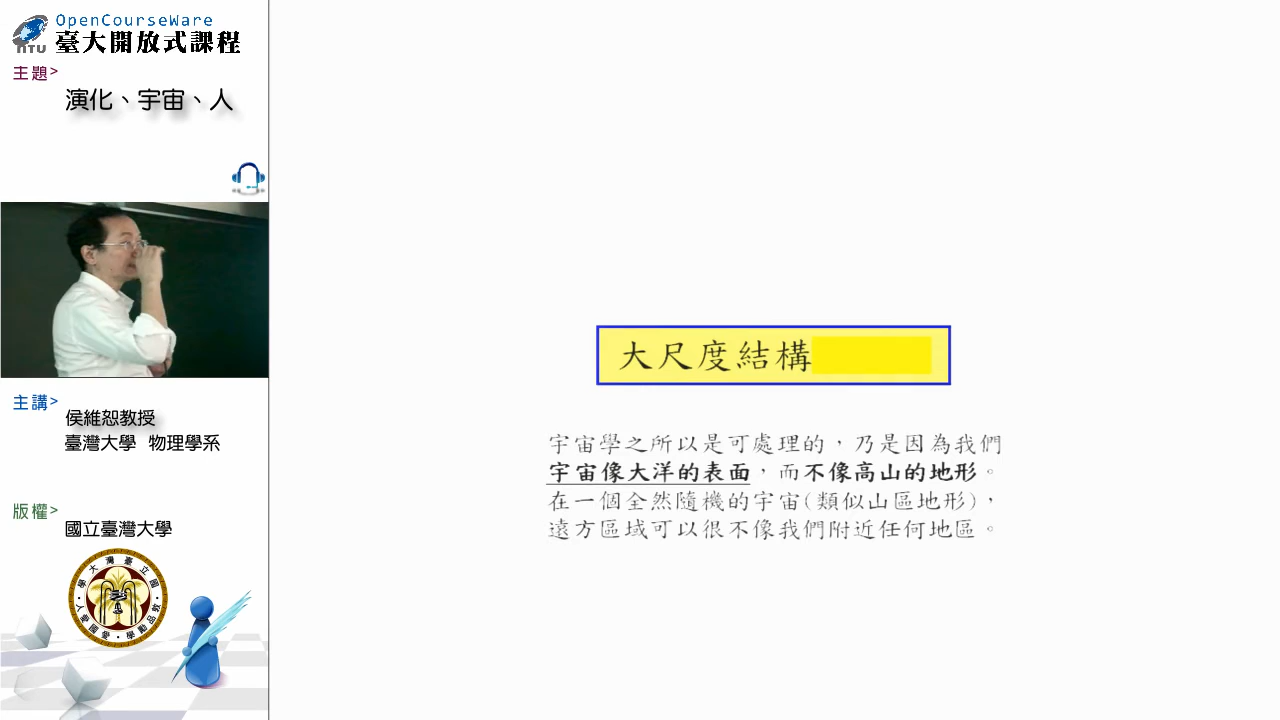 OpenCourseWare
NTU
臺大開放式課程
主題>
演化、宇宙、人
主講>
侯維恕教授
臺灣大學 物理學系
版權>
國立臺灣大學
大尺度結構
宇宙學之所以是可處理的，乃是因為我們
宇宙像大洋的表面，而不像高山的地形。
在一個全然隨機的宇宙(類似山區地形)，
遠方區域可以很不像我們附近任何地區。